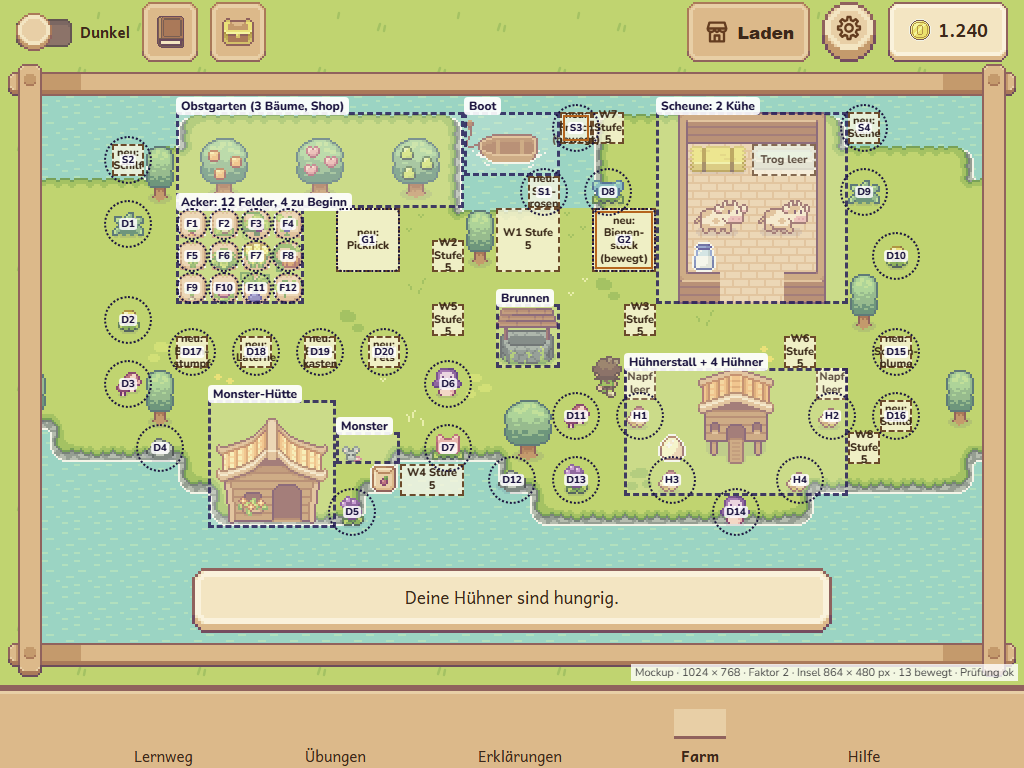 Dunkel
Laden
1.240
Obstgarten (3 Bäume, Shop)
Boot
Scheune: 2 Kühe
S3
W7
Stufe
5
S4
S2
Trog leer
S1
D8
D9
Acker: 12 Felder, 4 zu Beginn
D1
F1 F2 F3 F4
neu:
Picknick
G1
W1 Stufe
5
neu:
Bienen-
stock
(bewegt)
G2
W2
Stufe
5
F5 F6 F7 F8
D10
F9 F10 F11 F12
Brunnen
D2
W5
Stufe
5
W3
Stufe
5
D17 D18 D19 D20
W6
Stufe
5
D15
Hühnerstall + 4 Hühner
D3
D6
Napf
leer
Napf
leer
Monster-Hütte
D11
H1
H2
D16
Monster
D4
D7
W8
Stufe
5
W4 Stufe
5
D12
D13
H3
H4
D5
D14
Deine Hühner sind hungrig.
Mockup · 1024 × 768 · Faktor 2 · Insel 864 × 480 px · 13 bewegt · Prüfung ok
Lernweg
Übungen
Erklärungen
Farm
Hilfe